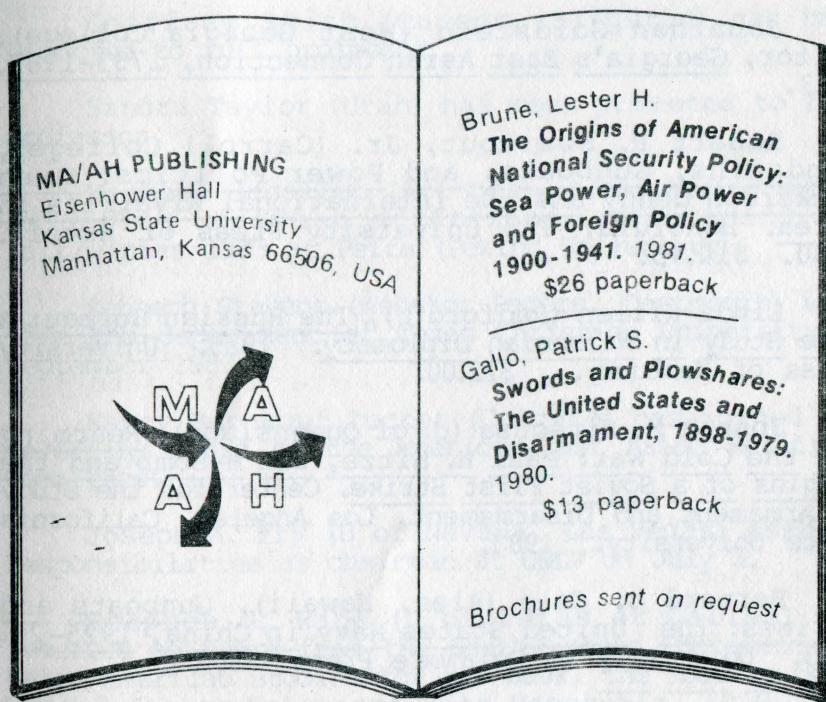 MA/AH PUBLISHING
Eisenhower Hall
Kansas State University
Manhattan, Kansas 66506, USA
M A
A H
Brune, Lester H.
The Origins of American
National Security Policy:
Sea Power, Air Power
and Foreign Policy
1900-1941. 1981.
$26 paperback
Gallo, Patrick S.
Swords and Plowshares:
The United States and
Disarmament, 1898-1979.
1980.
$13 paperback
Brochures sent on request